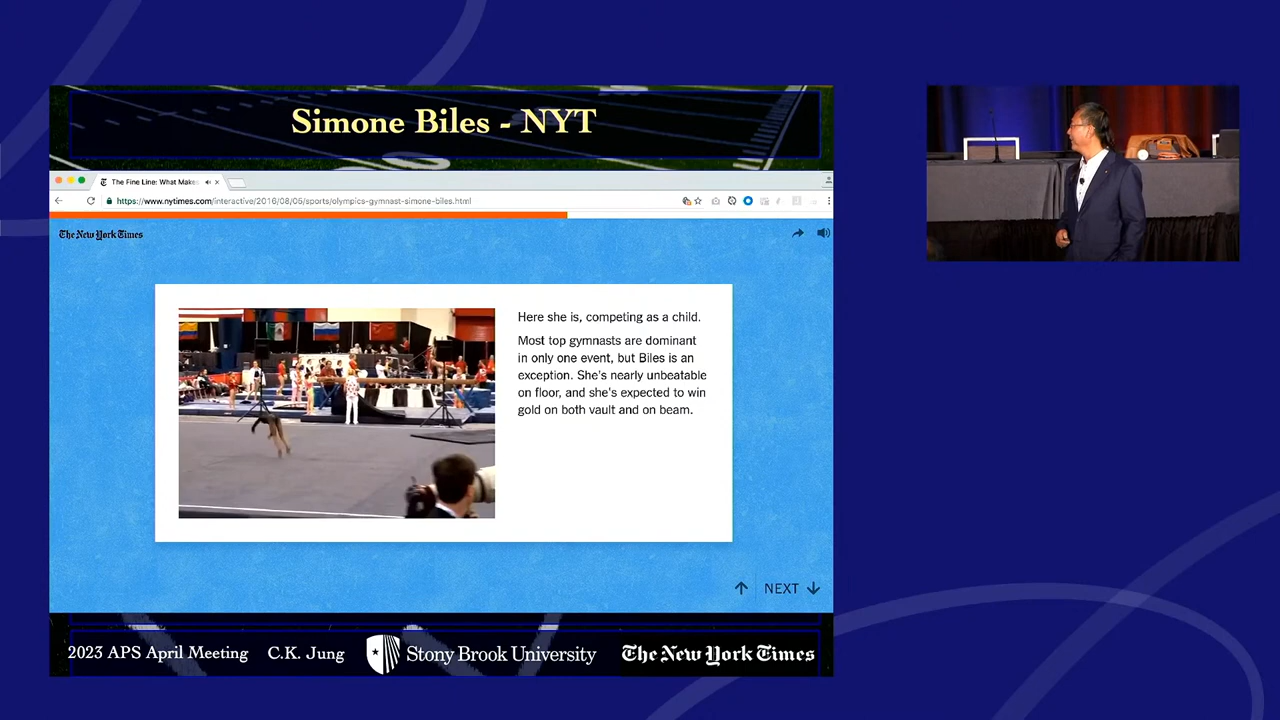 Simone Biles - NYT
The Fine Line: What Makes
https://www.nytimes.com/interactive/2016/08/05/sports/olympics-gymnast-simone-biles.html
The New York Times
Here she is, competing as a child.
Most top gymnasts are dominant
in only one event, but Biles is an
exception. She's nearly unbeatable
on floor, and she's expected to win
gold on both vault and on beam.
NEXT
2023 APS April Meeting C.K. Jung Stony Brook University The New York Times